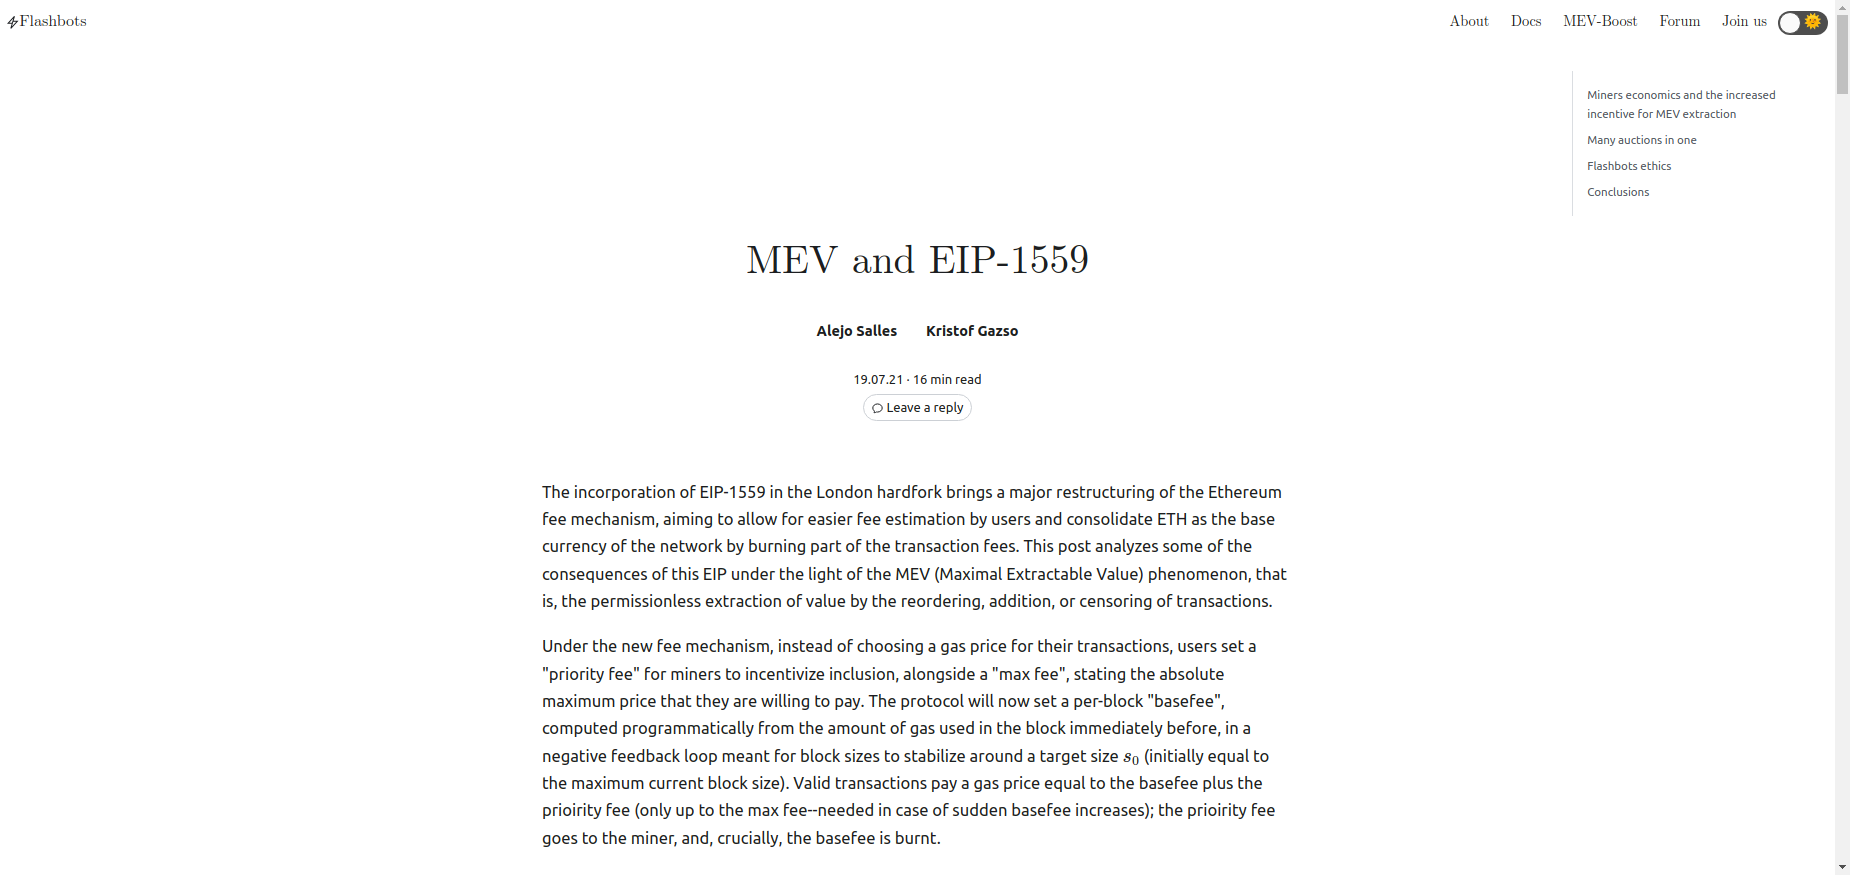 Flashbots
About Docs MEV-Boost Forum Join us
Miners economics and the increased
incentive for MEV extraction
Many auctions in one
Flashbots ethics
Conclusions
MEV and EIP-1559
Alejo Salles Kristof Gazso
19.07.21 · 16 min read
Leave a reply
The incorporation of EIP-1559 in the London hardfork brings a major restructuring of the Ethereum
fee mechanism, aiming to allow for easier fee estimation by users and consolidate ETH as the base
currency of the network by burning part of the transaction fees. This post analyzes some of the
consequences of this EIP under the light of the MEV (Maximal Extractable Value) phenomenon, that
is, the permissionless extraction of value by the reordering, addition, or censoring of transactions.
Under the new fee mechanism, instead of choosing a gas price for their transactions, users set a
"priority fee" for miners to incentivize inclusion, alongside a "max fee", stating the absolute
maximum price that they are willing to pay. The protocol will now set a per-block "basefee",
computed programmatically from the amount of gas used in the block immediately before, in a
negative feedback loop meant for block sizes to stabilize around a target size s₀ (initially equal to
the maximum current block size). Valid transactions pay a gas price equal to the basefee plus the
prioirity fee (only up to the max fee--needed in case of sudden basefee increases); the prioirity fee
goes to the miner, and, crucially, the basefee is burnt.